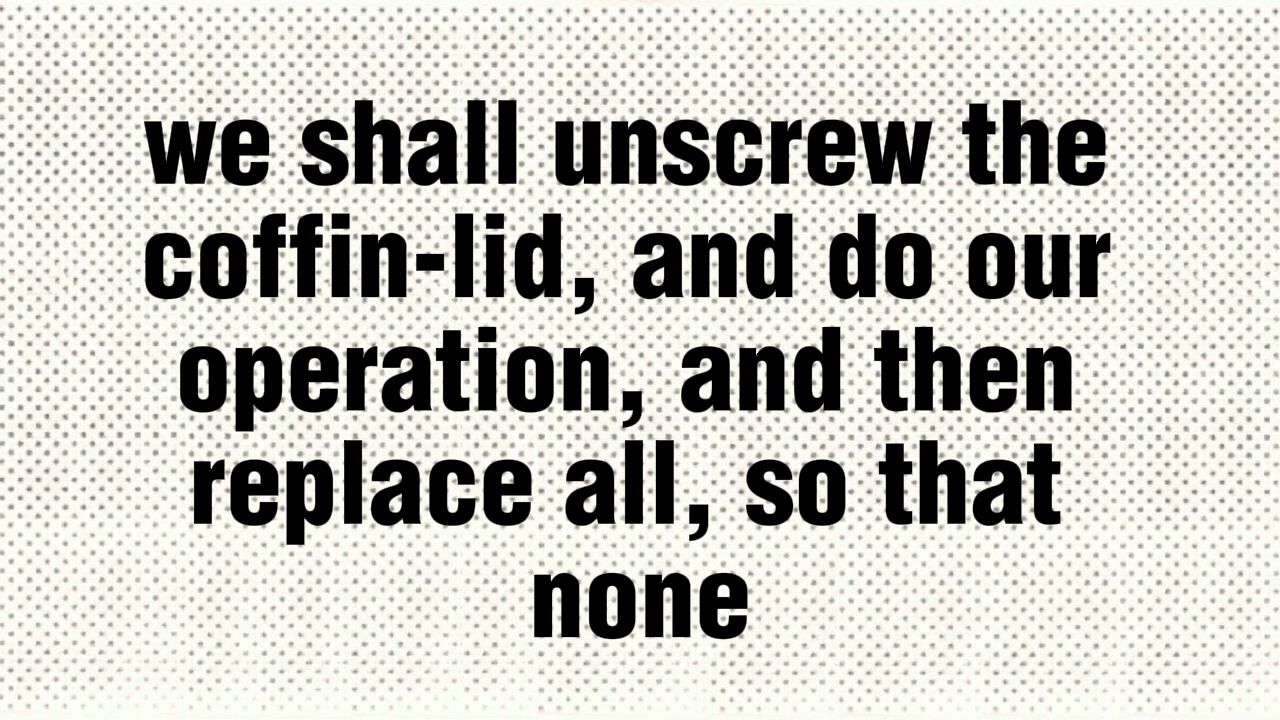 we shall unscrew the
coffin-lid, and do our
operation, and then
replace all, so that
none